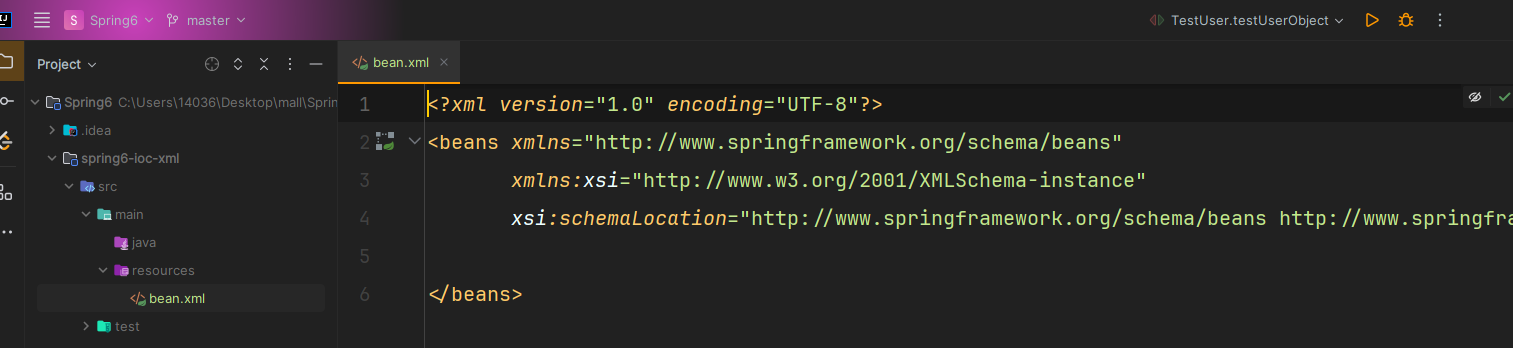 S Spring6 master TestUser.testUserObject
Project
bean.xml
Spring6 C:\Users\14036\Desktop\mall\Sprin
.idea
spring6-ioc-xml
src
main
java
resources
bean.xml
test
1 <?xml version="1.0" encoding="UTF-8"?>
2 <beans xmlns="http://www.springframework.org/schema/beans"
3 xmlns:xsi="http://www.w3.org/2001/XMLSchema-instance"
4 xsi:schemaLocation="http://www.springframework.org/schema/beans http://www.springfra
5
6 </beans>